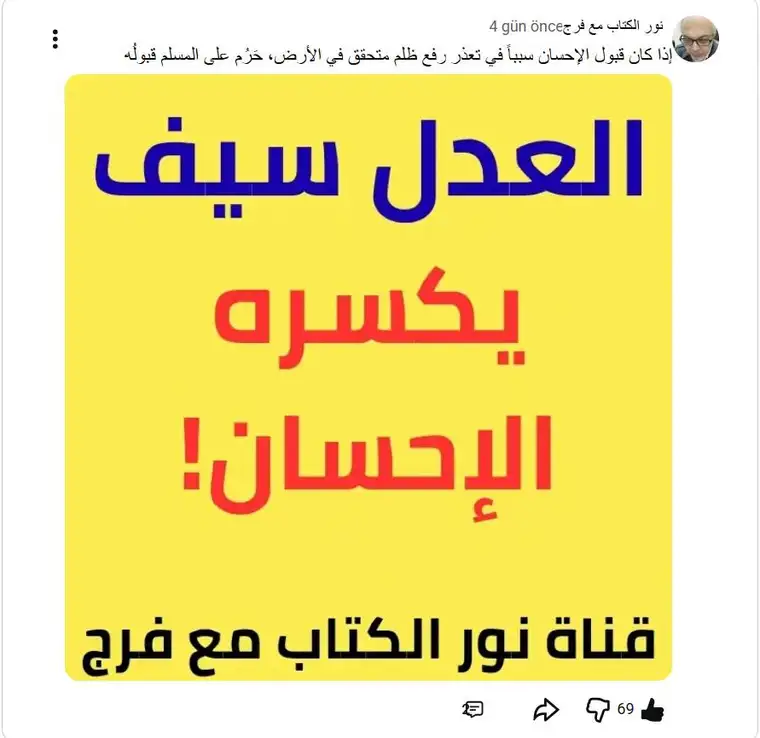 نور الكتاب مع فرج 4 gün önce
إذا كان قبول الإحسان سبباً في تعذر رفع ظلم متحقق في الأرض، حَرُم على المسلم قبولُه
العدل سيف
يكسره
الإحسان!
قناة نور الكتاب مع فرج
69
2